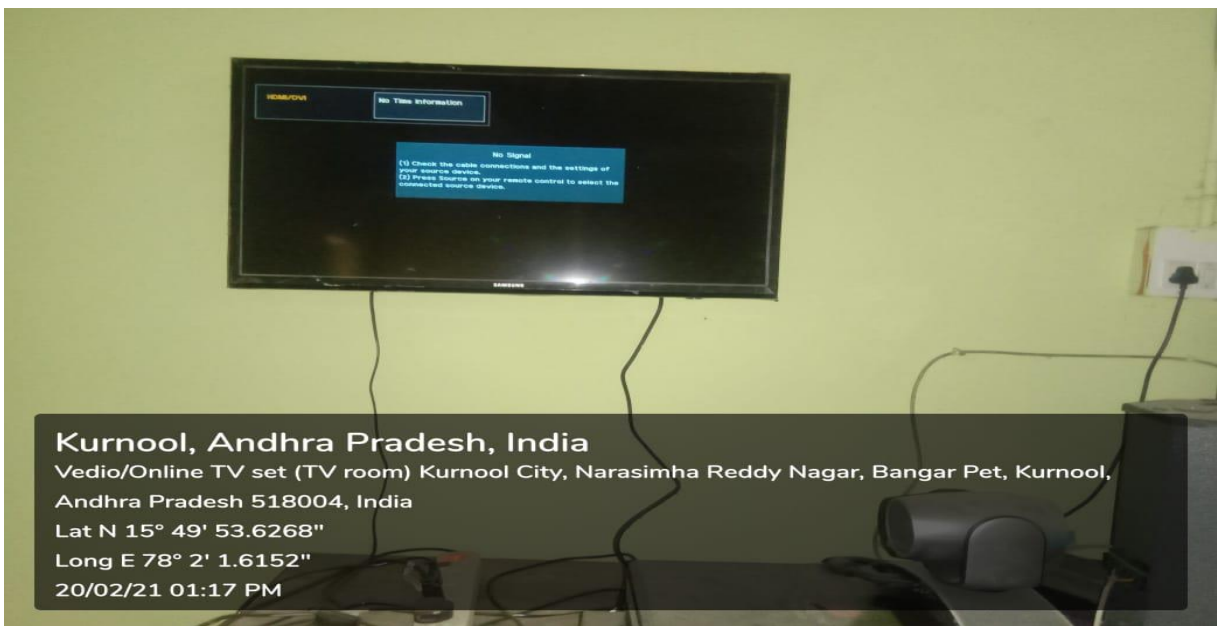 HDMI/DVI
No Time Information
No Signal
(1) Check the cable connections and the settings of
your source device.
(2) Press Source on your remote control to select the
connected source device.
SAMSUNG
Kurnool, Andhra Pradesh, India
Vedio/Online TV set (TV room) Kurnool City, Narasimha Reddy Nagar, Bangar Pet, Kurnool,
Andhra Pradesh 518004, India
Lat N 15° 49' 53.6268"
Long E 78° 2' 1.6152"
20/02/21 01:17 PM